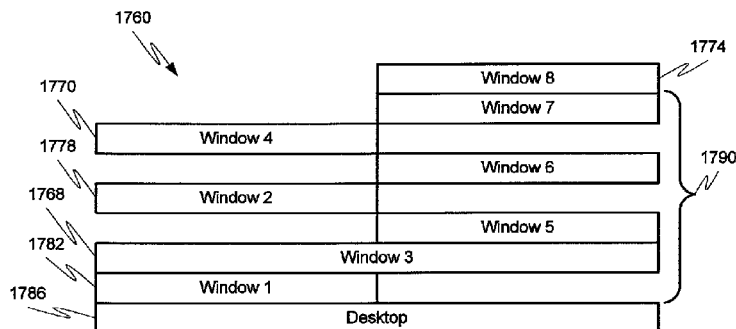 1760
Window 8
1774
1770
Window 7
Window 4
1778
Window 6
1790
1768
Window 2
1782
Window 5
Window 3
1786
Window 1
Desktop